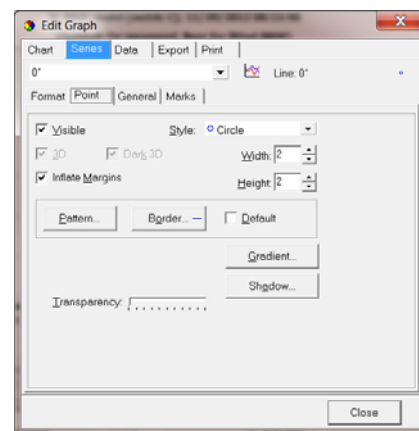 Edit Graph
Chart Series Data Export Print
0° Line: 0°
Format Point General Marks
Visible Style: Circle
3D Dark 3D Width: 2
Inflate Margins Height: 2
Pattern... Border... Default
Gradient...
Shadow...
Transparency:
Close